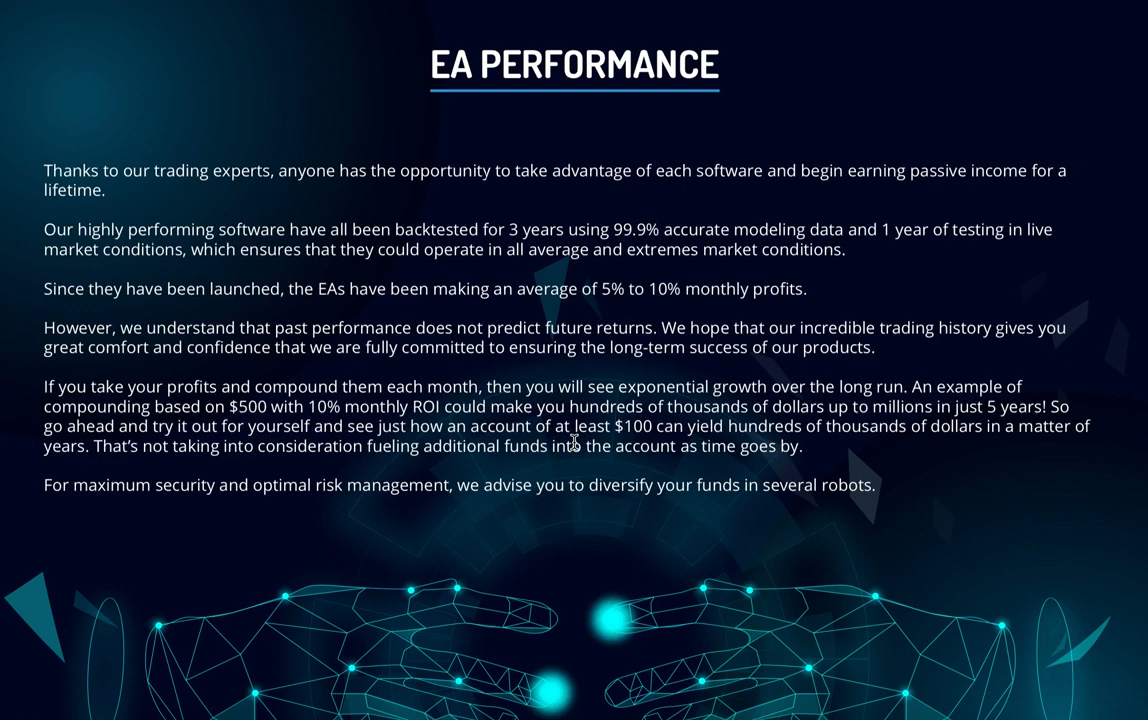 EA PERFORMANCE
Thanks to our trading experts, anyone has the opportunity to take advantage of each software and begin earning passive income for a
lifetime.
Our highly performing software have all been backtested for 3 years using 99.9% accurate modeling data and 1 year of testing in live
market conditions, which ensures that they could operate in all average and extremes market conditions.
Since they have been launched, the EAs have been making an average of 5% to 10% monthly profits.
However, we understand that past performance does not predict future returns. We hope that our incredible trading history gives you
great comfort and confidence that we are fully committed to ensuring the long-term success of our products.
If you take your profits and compound them each month, then you will see exponential growth over the long run. An example of
compounding based on $500 with 10% monthly ROI could make you hundreds of thousands of dollars up to millions in just 5 years! So
go ahead and try it out for yourself and see just how an account of at least $100 can yield hundreds of thousands of dollars in a matter of
years. That’s not taking into consideration fueling additional funds into the account as time goes by.
For maximum security and optimal risk management, we advise you to diversify your funds in several robots.